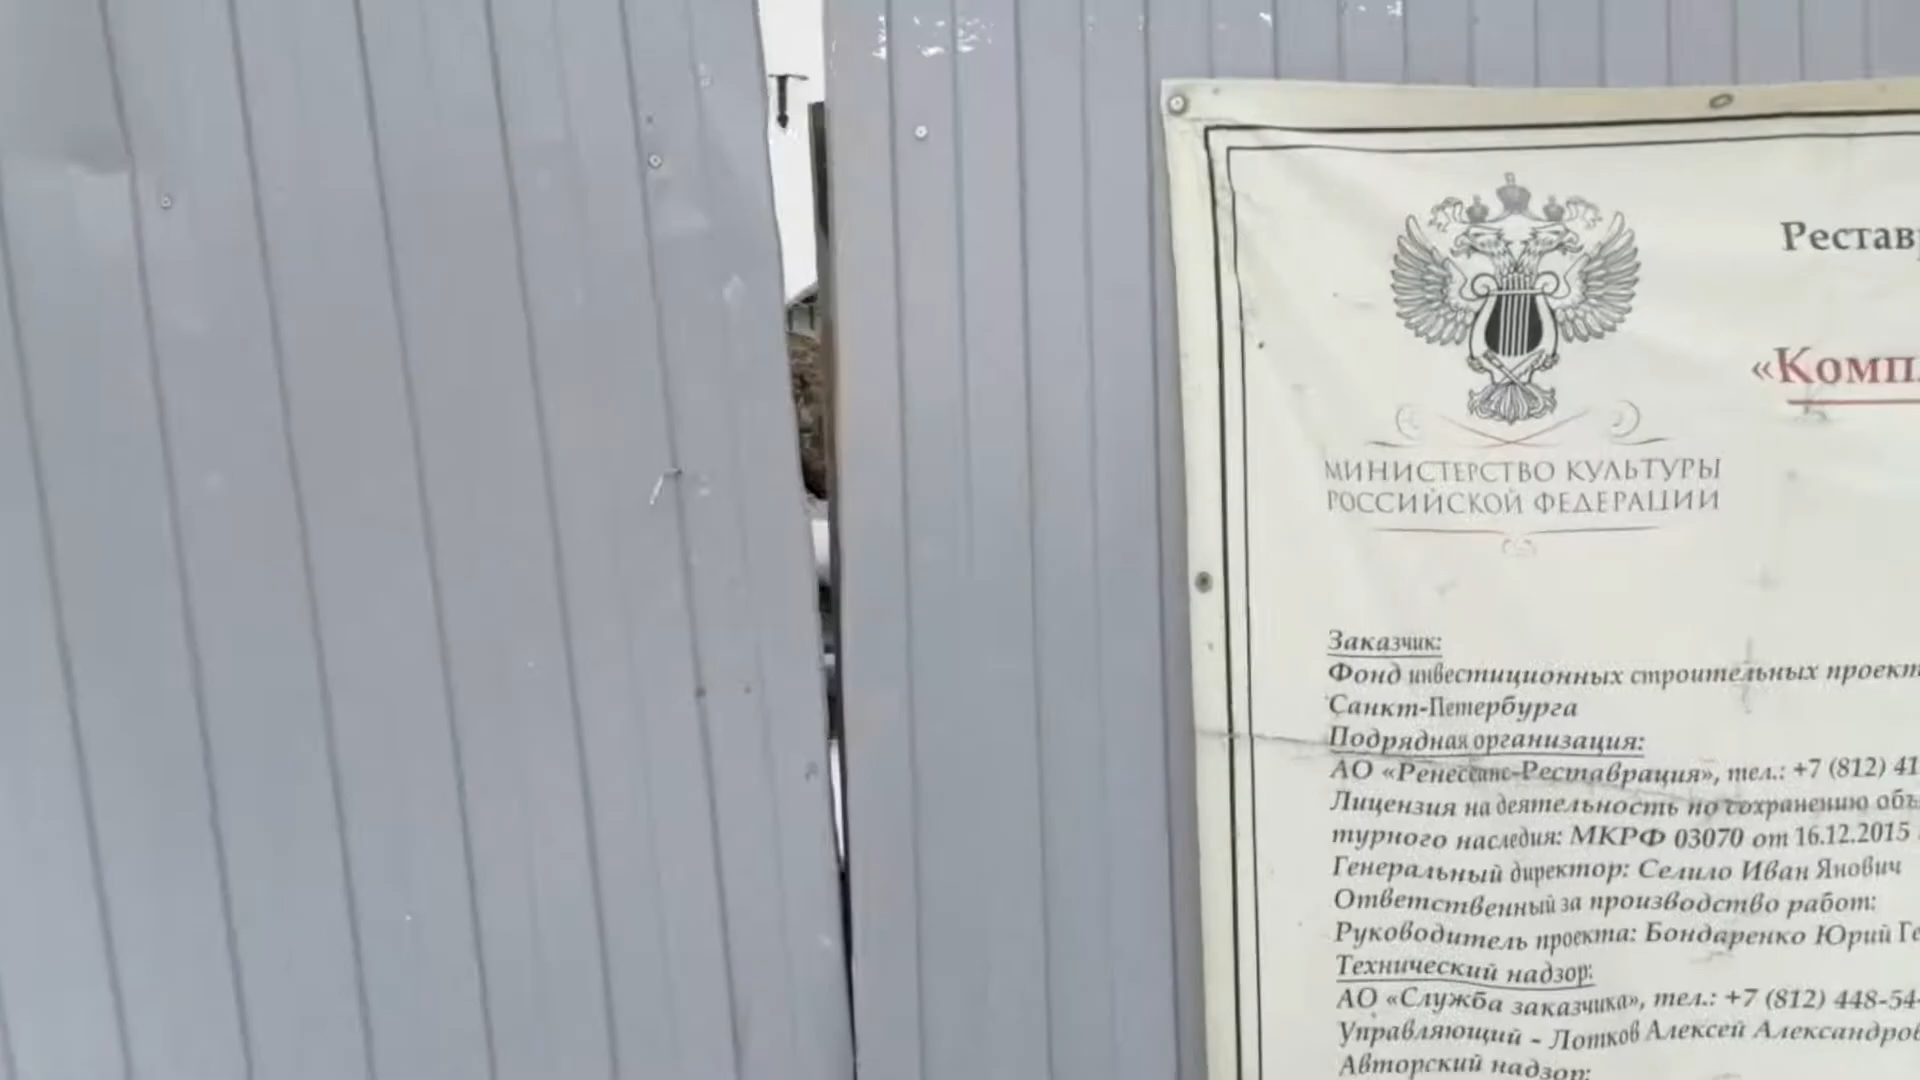 Рестав
«Комп
МИНИСТЕРСТВО КУЛЬТУРЫ
РОССИЙСКОЙ ФЕДЕРАЦИИ
Заказчик:
Фонд инвестиционных строительных проект
Санкт-Петербурга
Подрядная организация:
АО «Ренессанс-Реставрация», тел.: +7 (812) 41
Лицензия на деятельность по сохранению объ
турного наследия: МКРФ 03070 от 16.12.2015
Генеральный директор: Селило Иван Янович
Ответственный за производство работ:
Руководитель проекта: Бондаренко Юрий Ге
Технический надзор:
АО «Служба заказчика», тел.: +7 (812) 448-54-
Управляющий - Лотков Алексей Александров
Авторский надзор: